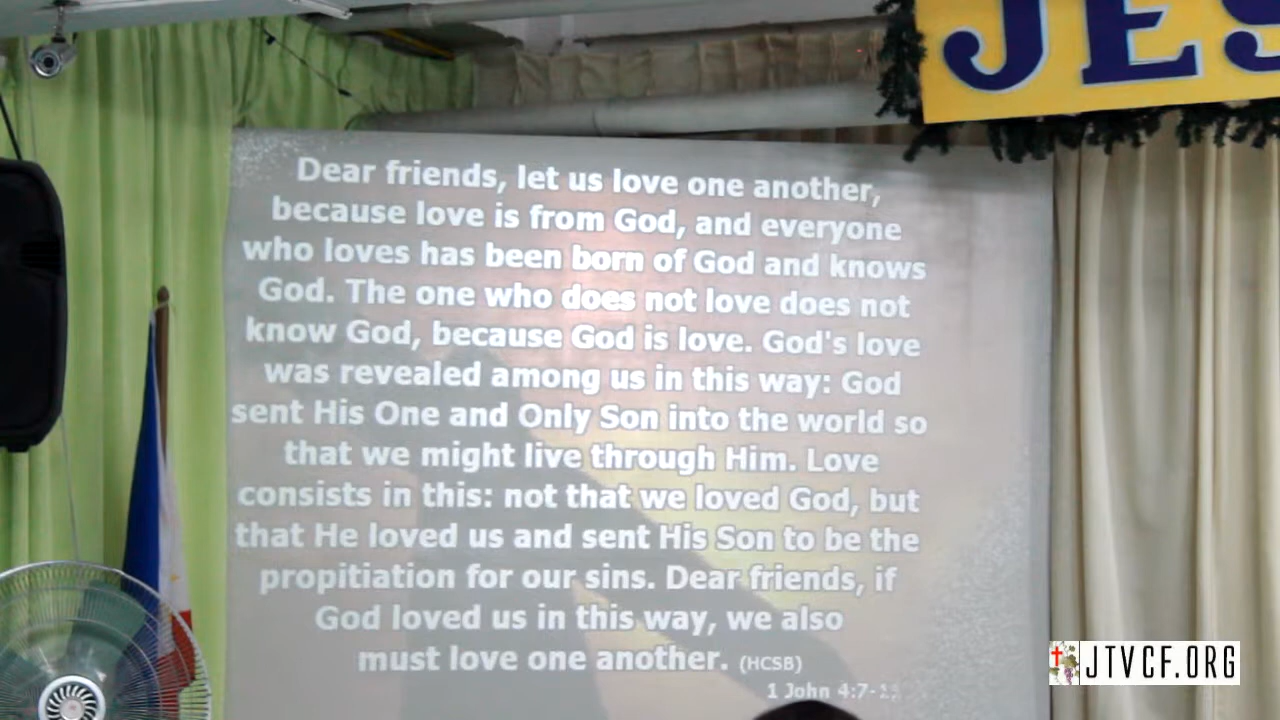 JES
Dear friends, let us love one another,
because love is from God, and everyone
who loves has been born of God and knows
God. The one who does not love does not
know God, because God is love. God's love
was revealed among us in this way: God
sent His One and Only Son into the world so
that we might live through Him. Love
consists in this: not that we loved God, but
that He loved us and sent His Son to be the
propitiation for our sins. Dear friends, if
God loved us in this way, we also
must love one another. (HCSB)
1 John 4:7-
JTVCF.ORG